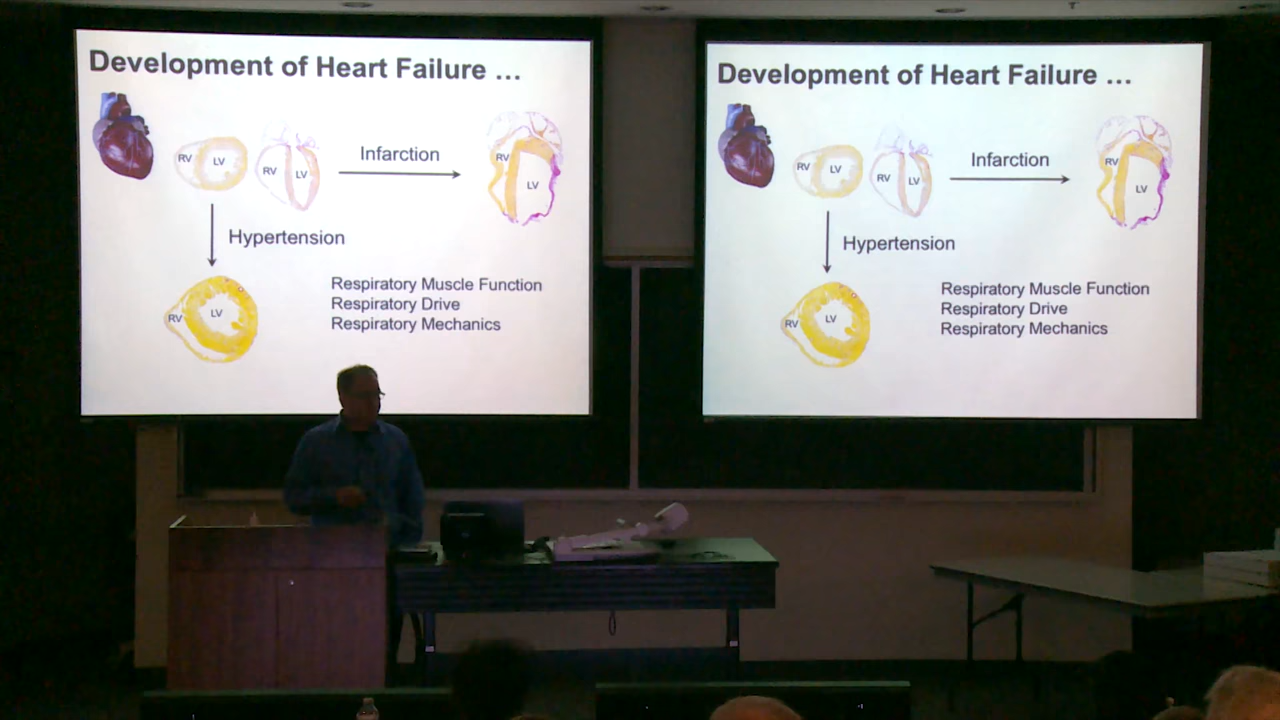 Development of Heart Failure ...
RV LV RV LV Infarction RV LV
Hypertension
RV LV
Respiratory Muscle Function
Respiratory Drive
Respiratory Mechanics
Development of Heart Failure ...
RV LV RV LV Infarction RV LV
Hypertension
RV LV
Respiratory Muscle Function
Respiratory Drive
Respiratory Mechanics